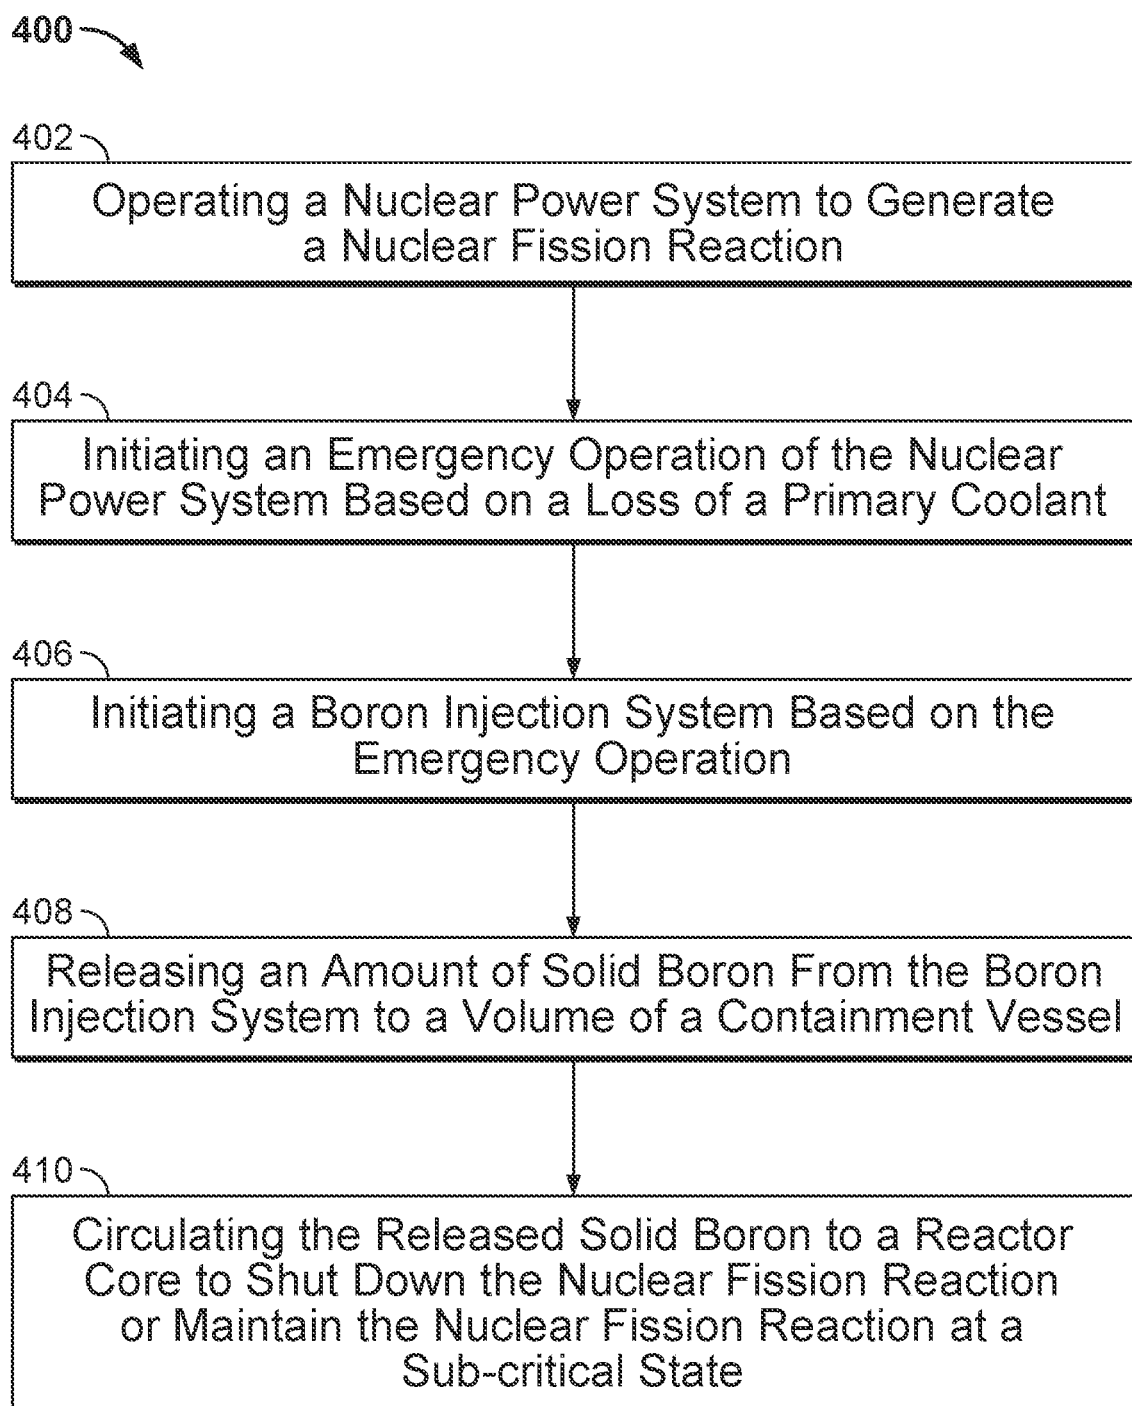 400
402
Operating a Nuclear Power System to Generate
a Nuclear Fission Reaction
404
Initiating an Emergency Operation of the Nuclear
Power System Based on a Loss of a Primary Coolant
406
Initiating a Boron Injection System Based on the
Emergency Operation
408
Releasing an Amount of Solid Boron From the Boron
Injection System to a Volume of a Containment Vessel
410
Circulating the Released Solid Boron to a Reactor
Core to Shut Down the Nuclear Fission Reaction
or Maintain the Nuclear Fission Reaction at a
Sub-critical State